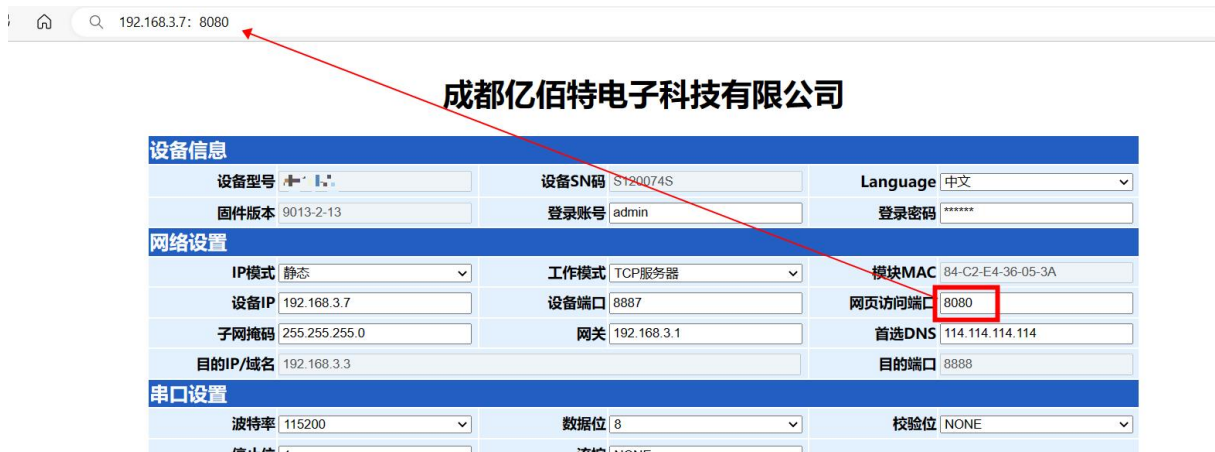 192.168.3.7：8080
成都亿佰特电子科技有限公司
设备信息
设备型号 设备SN码 S120074S Language 中文
固件版本 9013-2-13 登录账号 admin 登录密码 ******
网络设置
IP模式 静态 工作模式 TCP服务器 模块MAC 84-C2-E4-36-05-3A
设备IP 192.168.3.7 设备端口 8887 网页访问端口 8080
子网掩码 255.255.255.0 网关 192.168.3.1 首选DNS 114.114.114.114
目的IP/域名 192.168.3.3 目的端口 8888
串口设置
波特率 115200 数据位 8 校验位 NONE